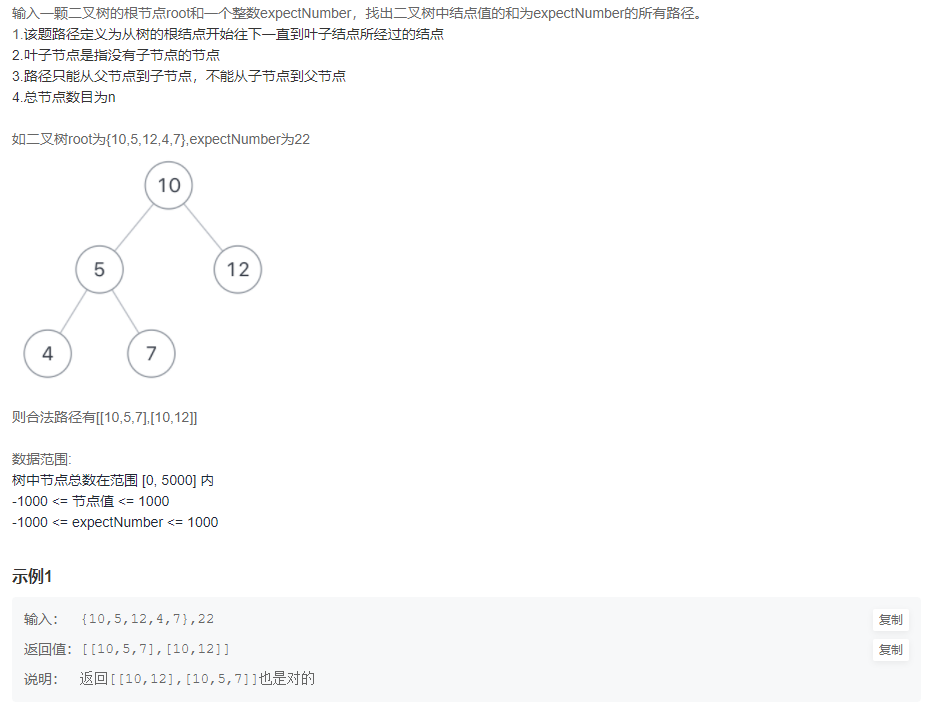 输入一颗二叉树的根节点root和一个整数expectNumber，找出二叉树中结点值的和为expectNumber的所有路径。
1.该题路径定义为从树的根结点开始往下一直到叶子结点所经过的结点
2.叶子节点是指没有子节点的节点
3.路径只能从父节点到子节点，不能从子节点到父节点
4.总节点数目为n
如二叉树root为{10,5,12,4,7},expectNumber为22
10
5
12
4
7
则合法路径有[[10,5,7],[10,12]]
数据范围:
树中节点总数在范围 [0, 5000] 内
-1000 <= 节点值 <= 1000
-1000 <= expectNumber <= 1000
示例1
输入： {10,5,12,4,7},22 复制
返回值： [[10,5,7],[10,12]] 复制
说明： 返回[[10,12],[10,5,7]]也是对的